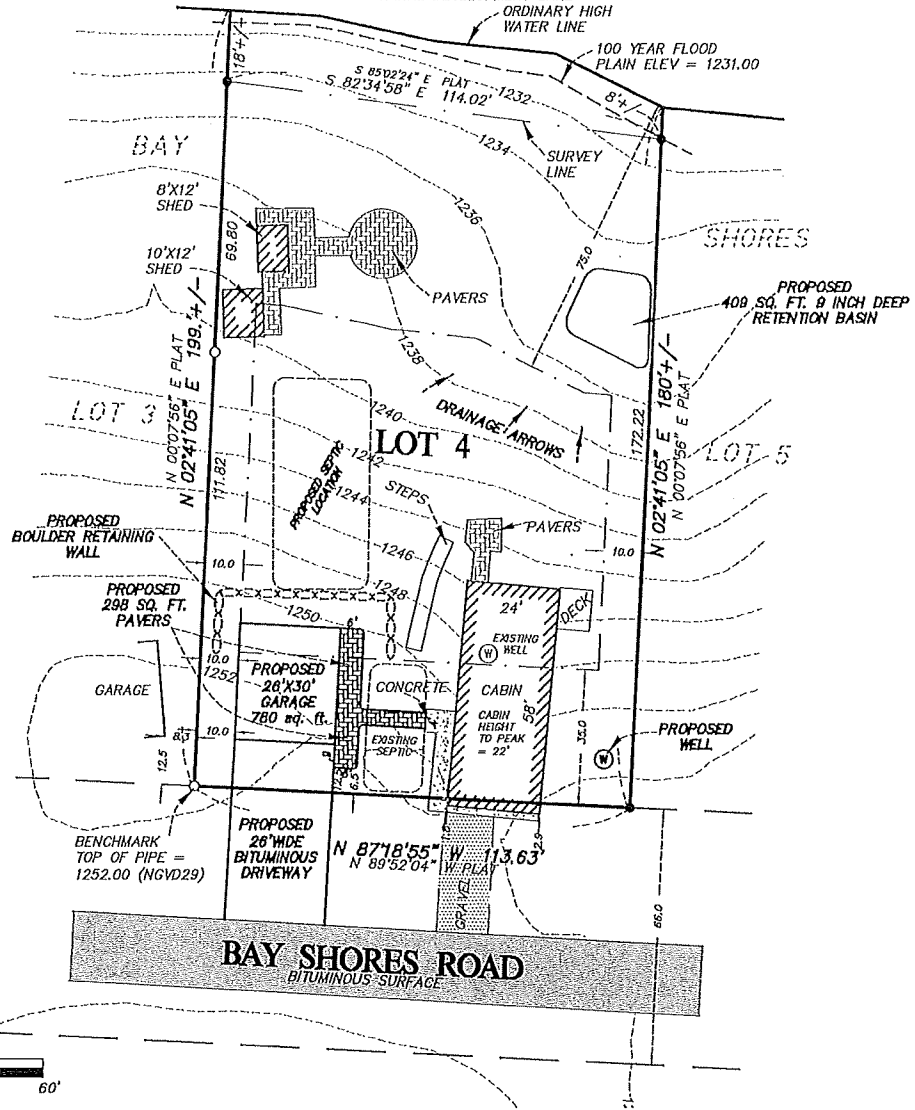 ORDINARY HIGH
WATER LINE
100 YEAR FLOOD
PLAIN ELEV = 1231.00
18'+/-
S 85°02'24" E PLAT
S 82°34'58" E 114.02'
1232
8'+/-
1234
SURVEY
LINE
BAY
8'X12'
SHED
69.80
1236
75.0
SHORES
10'X12'
SHED
PAVERS
PROPOSED
409 SQ. FT. 9 INCH DEEP
RETENTION BASIN
1238
N 00°07'56" E PLAT
N 02°41'05" E 199.'+/-
DRAINAGE ARROWS
172.22
N 02°41'05" E 180'+/-
N 00°07'56" E PLAT
LOT 3
1240
LOT 4
LOT 5
111.82
PROPOSED SEPTIC
LOCATION
1242
1244
STEPS
PAVERS
PROPOSED
BOULDER RETAINING
WALL
1246
10.0
10.0
1248
PROPOSED
298 SQ. FT.
PAVERS
1250
24'
DECK
6'
EXISTING
WELL
W
10.0
1252
PROPOSED
26'X30'
GARAGE
780 sq. ft.
GARAGE
CONCRETE
CABIN
CABIN
HEIGHT
TO PEAK
= 22'
58'
35.0
PROPOSED
WELL
W
10.0
EXISTING
SEPTIC
12.5
6.5
2.9
BENCHMARK
TOP OF PIPE =
1252.00 (NGVD29)
PROPOSED
26'WIDE
BITUMINOUS
DRIVEWAY
N 87°18'55" W 113.63'
N 89°52'04" W PLAT
GRAVEL
66.0
BAY SHORES ROAD
BITUMINOUS SURFACE
60'